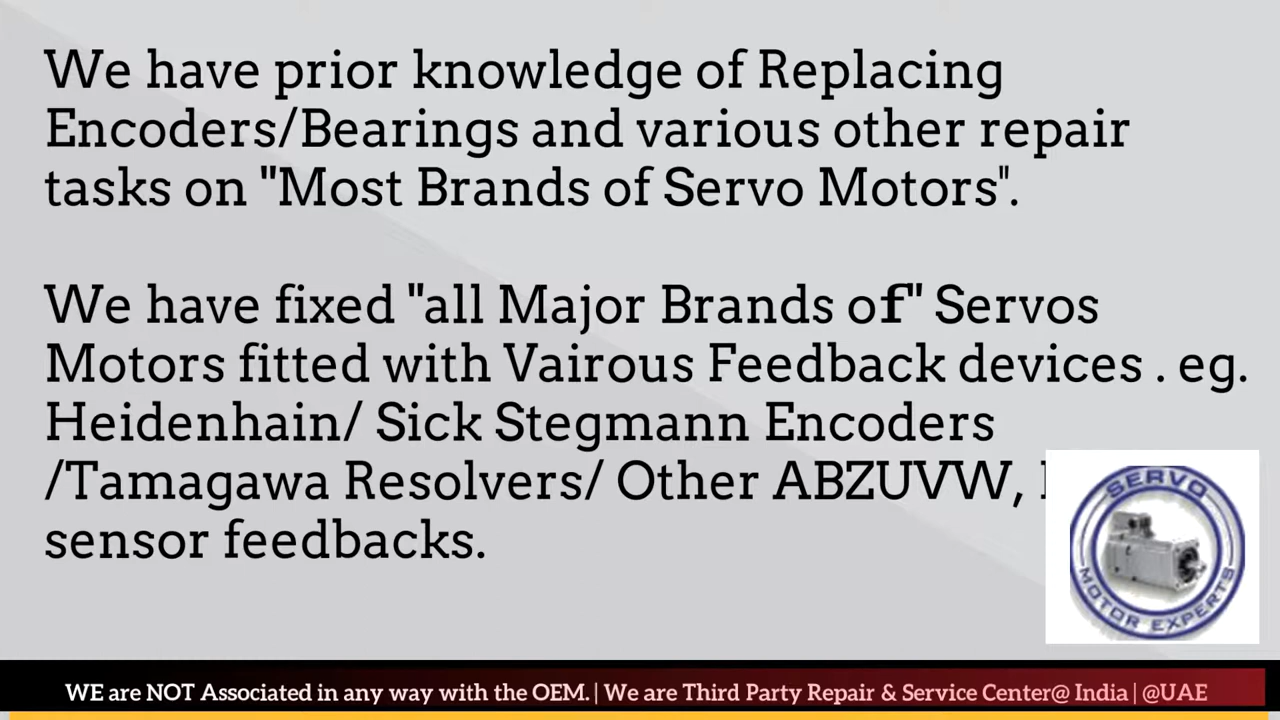 We have prior knowledge of Replacing
Encoders/Bearings and various other repair
tasks on "Most Brands of Servo Motors".
We have fixed "all Major Brands of" Servos
Motors fitted with Vairous Feedback devices . eg.
Heidenhain/ Sick Stegmann Encoders
/Tamagawa Resolvers/ Other ABZUVW,
sensor feedbacks.
SERVO
MOTOR EXPERTS
WE are NOT Associated in any way with the OEM. | We are Third Party Repair & Service Center@ India | @UAE